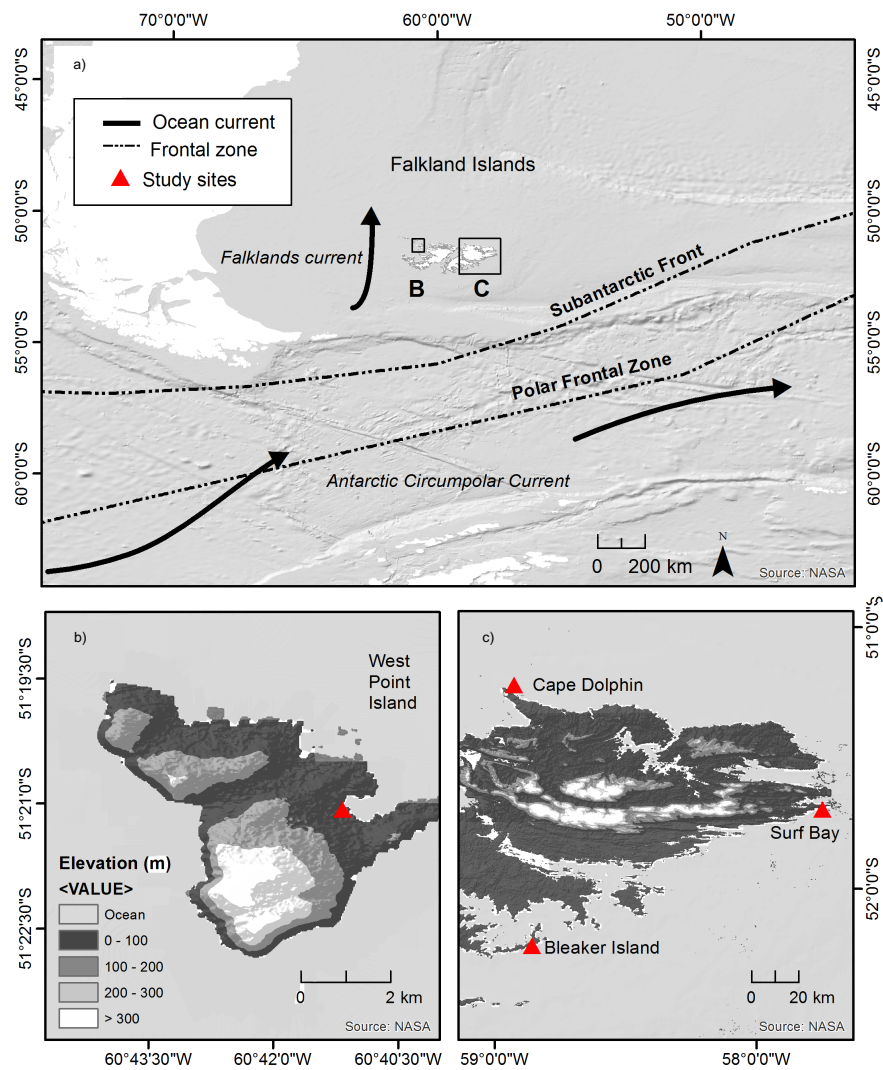 70°0'0"W
60°0'0"W
50°0'0"W
45°0'0"S
50°0'0"S
55°0'0"S
60°0'0"S
45°0'0"S
50°0'0"S
55°0'0"S
60°0'0"S
a)
Ocean current
Frontal zone
Study sites
Falkland Islands
Falklands current
B
C
Subantarctic Front
Polar Frontal Zone
Antarctic Circumpolar Current
0 200 km
N
Source: NASA
b)
West
Point
Island
51°19'30"S
51°21'0"S
51°22'30"S
Elevation (m)
<VALUE>
Ocean
0 - 100
100 - 200
200 - 300
> 300
0 2 km
Source: NASA
60°43'30"W
60°42'0"W
60°40'30"W
c)
Cape Dolphin
Surf Bay
Bleaker Island
51°0'0"S
52°0'0"S
0 20 km
Source: NASA
59°0'0"W
58°0'0"W